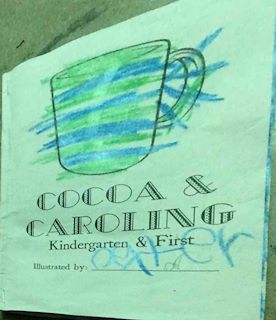 COCOA &
CAROLING
Kindergarten & First
Illustrated by: